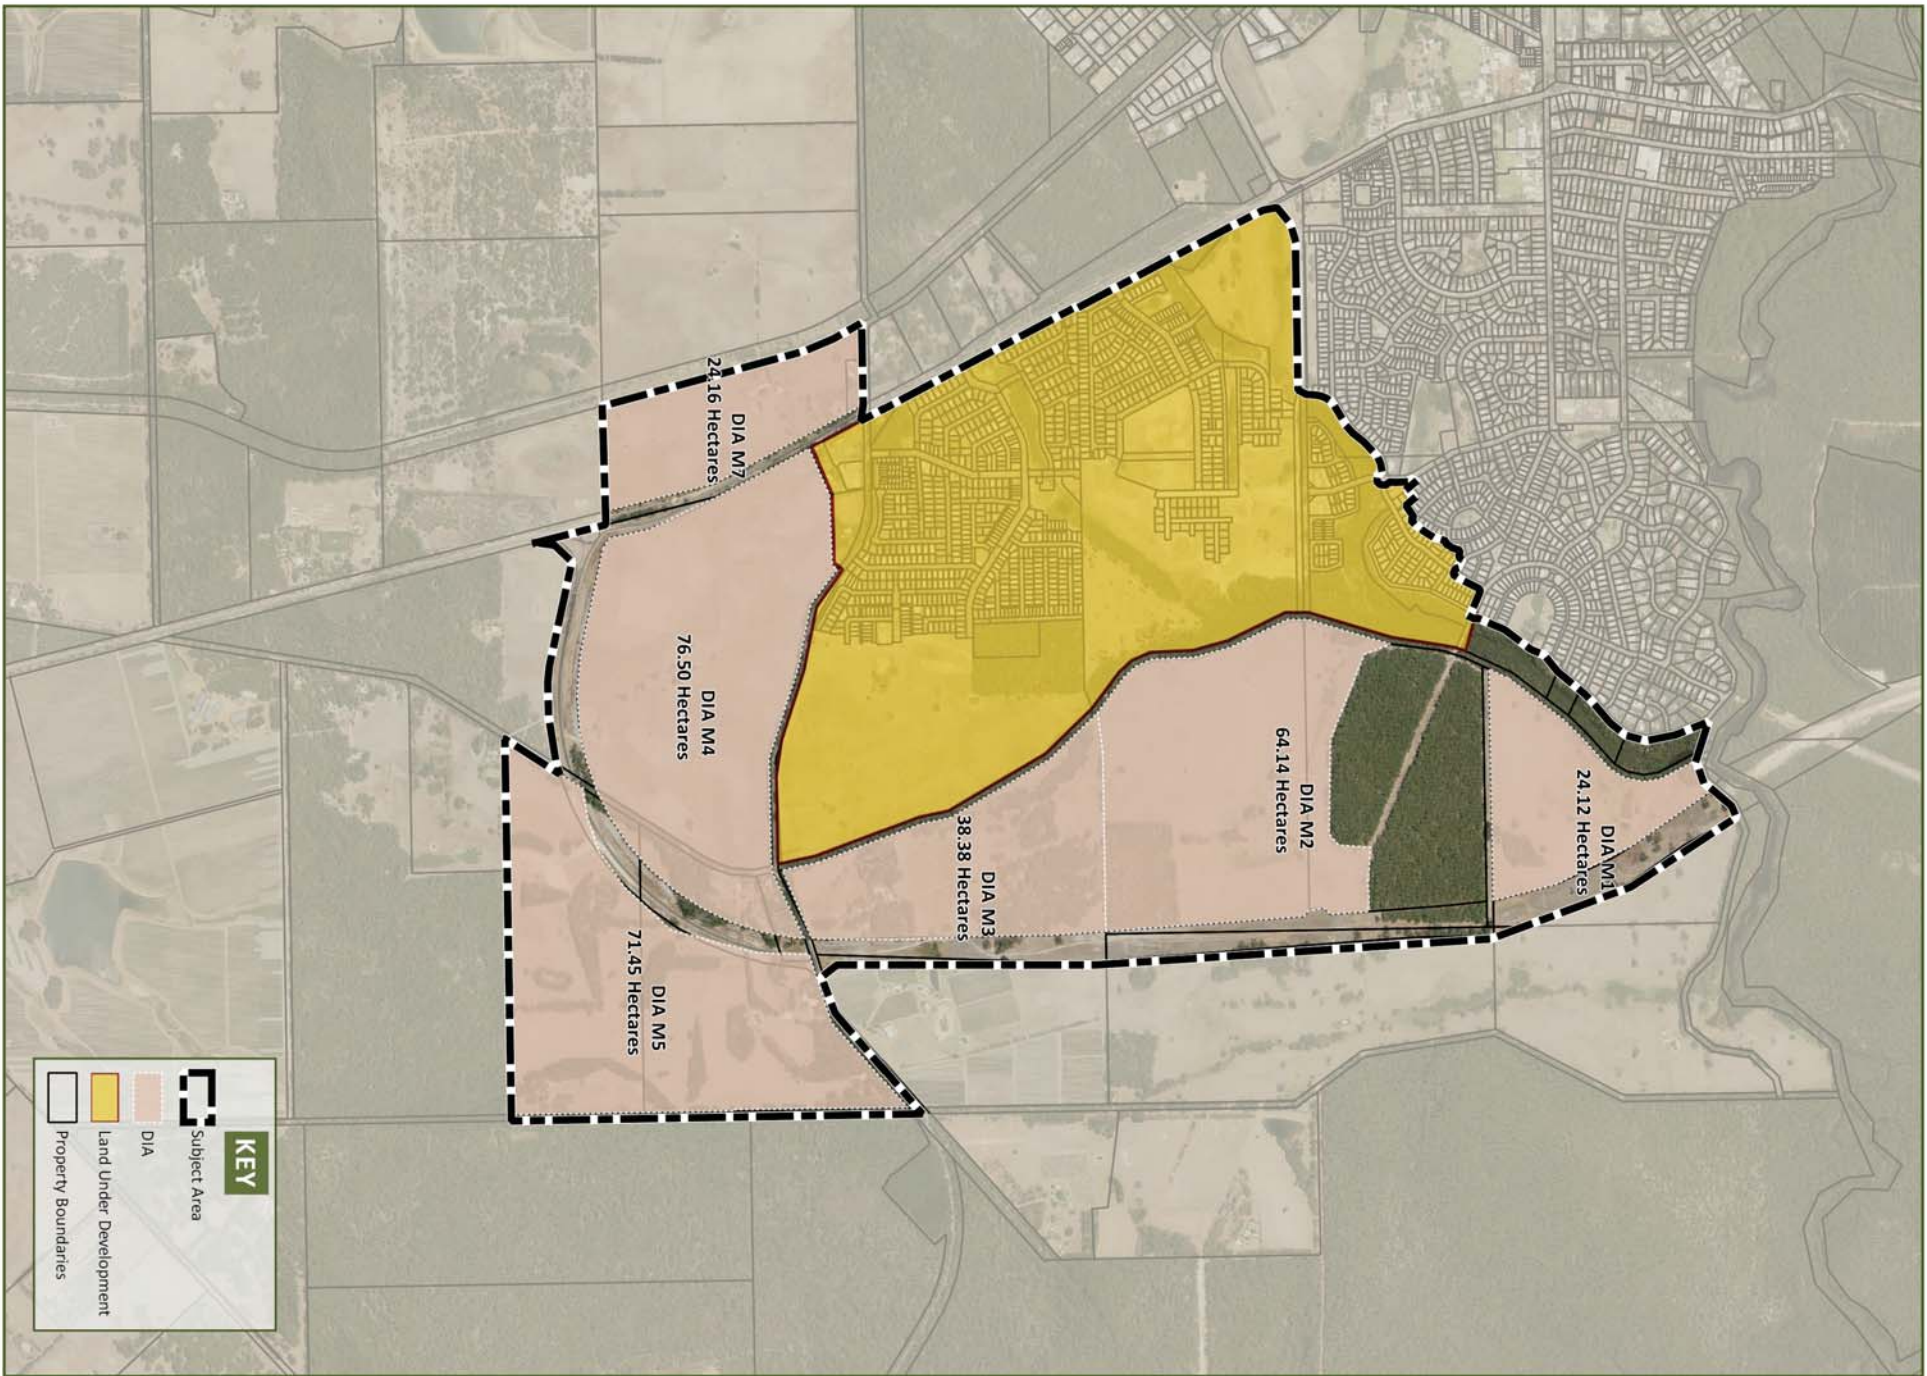 DIA M1
24.12 Hectares
DIA M2
64.14 Hectares
DIA M3
38.38 Hectares
DIA M7
24.16 Hectares
DIA M4
76.50 Hectares
DIA M5
71.45 Hectares
KEY
Subject Area
DIA
Land Under Development
Property Boundaries